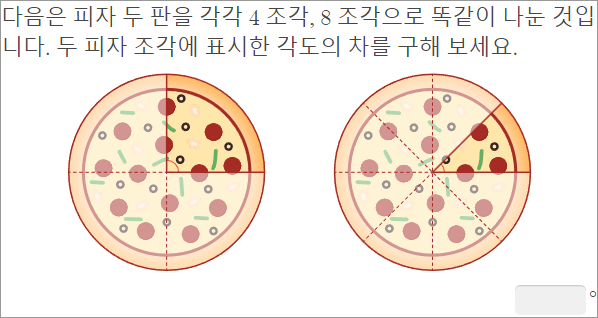 다음은 피자 두 판을 각각 4 조각, 8 조각으로 똑같이 나눈 것입
니다. 두 피자 조각에 표시한 각도의 차를 구해 보세요.
°